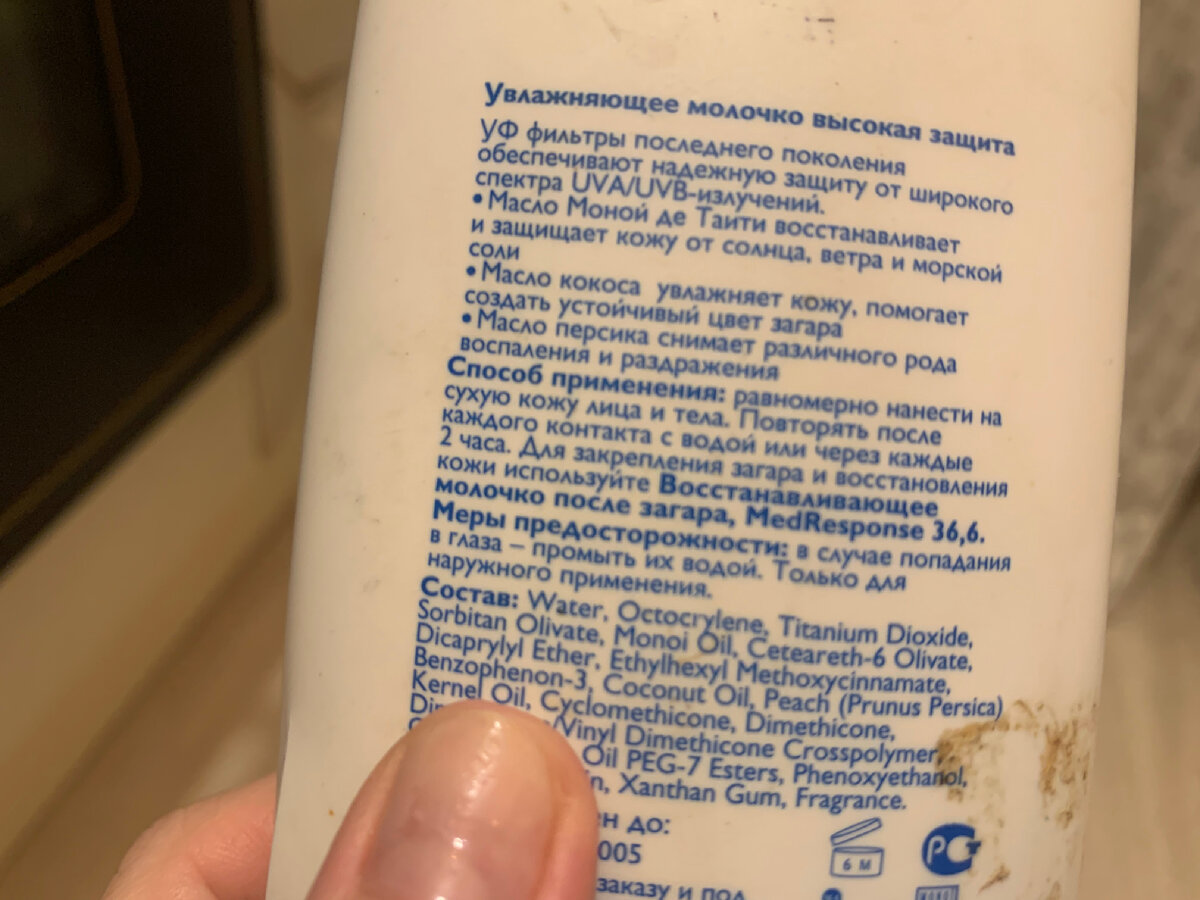 Увлажняющее молочко высокая защита
УФ фильтры последнего поколения
обеспечивают надежную защиту от широкого
спектра UVA/UVB-излучений.
•Масло Моной де Таити восстанавливает
и защищает кожу от солнца, ветра и морской
соли
•Масло кокоса увлажняет кожу, помогает
создать устойчивый цвет загара
•Масло персика снимает различного рода
воспаления и раздражения
Способ применения: равномерно нанести на
сухую кожу лица и тела. Повторять после
каждого контакта с водой или через каждые
2 часа. Для закрепления загара и восстановления
кожи используйте Восстанавливающее
молочко после загара, MedResponse 36,6.
Меры предосторожности: в случае попадания
в глаза – промыть их водой. Только для
наружного применения.
Состав: Water, Octocrylene, Titanium Dioxide,
Sorbitan Olivate, Monoi Oil, Ceteareth-6 Olivate,
Dicaprylyl Ether, Ethylhexyl Methoxycinnamate,
Benzophenon-3, Coconut Oil, Peach (Prunus Persica)
Kernel Oil, Cyclomethicone, Dimethicone,
Vinyl Dimethicone Crosspolymer,
Oil PEG-7 Esters, Phenoxyethanol,
Xanthan Gum, Fragrance.
до:
005
6 M
РСТ
заказу и под